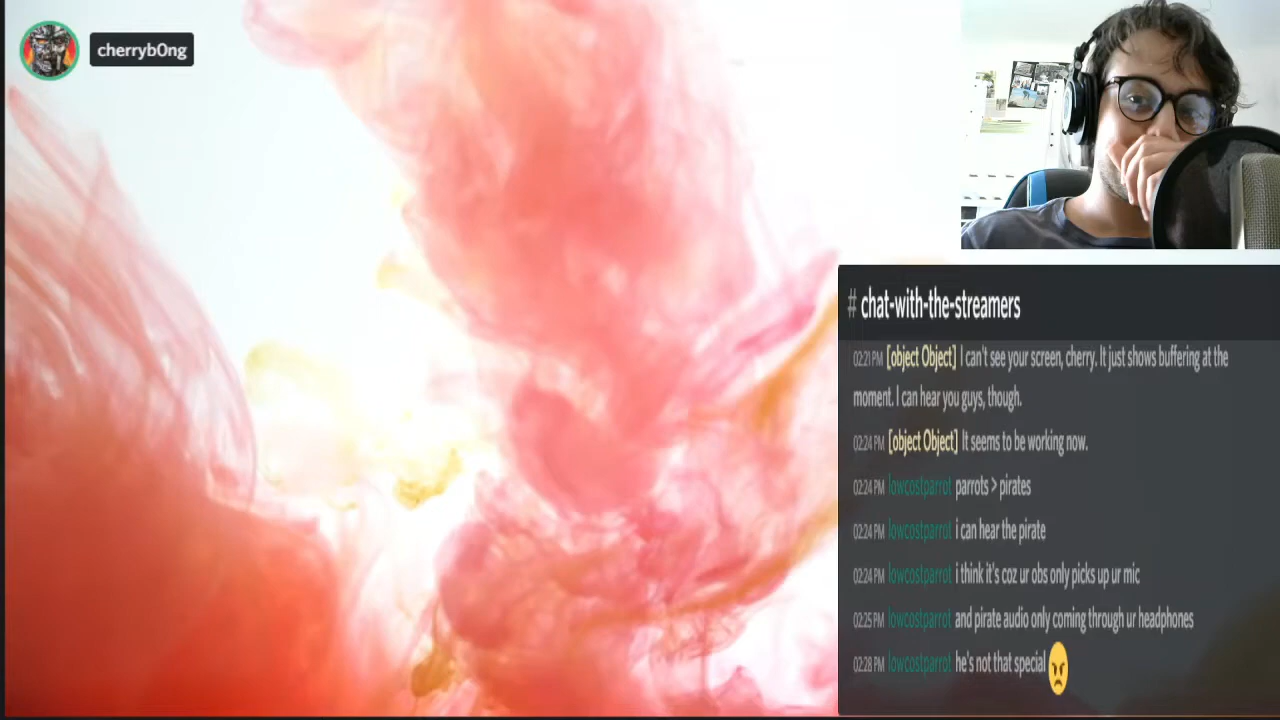 cherryb0ng
# chat-with-the-streamers
02:21 PM [object Object] I can't see your screen, cherry. It just shows buffering at the
moment. I can hear you guys, though.
02:24 PM [object Object] It seems to be working now.
02:24 PM lowcostparrot parrots > pirates
02:24 PM lowcostparrot i can hear the pirate
02:24 PM lowcostparrot i think it's coz ur obs only picks up ur mic
02:25 PM lowcostparrot and pirate audio only coming through ur headphones
02:28 PM lowcostparrot he's not that special 😠